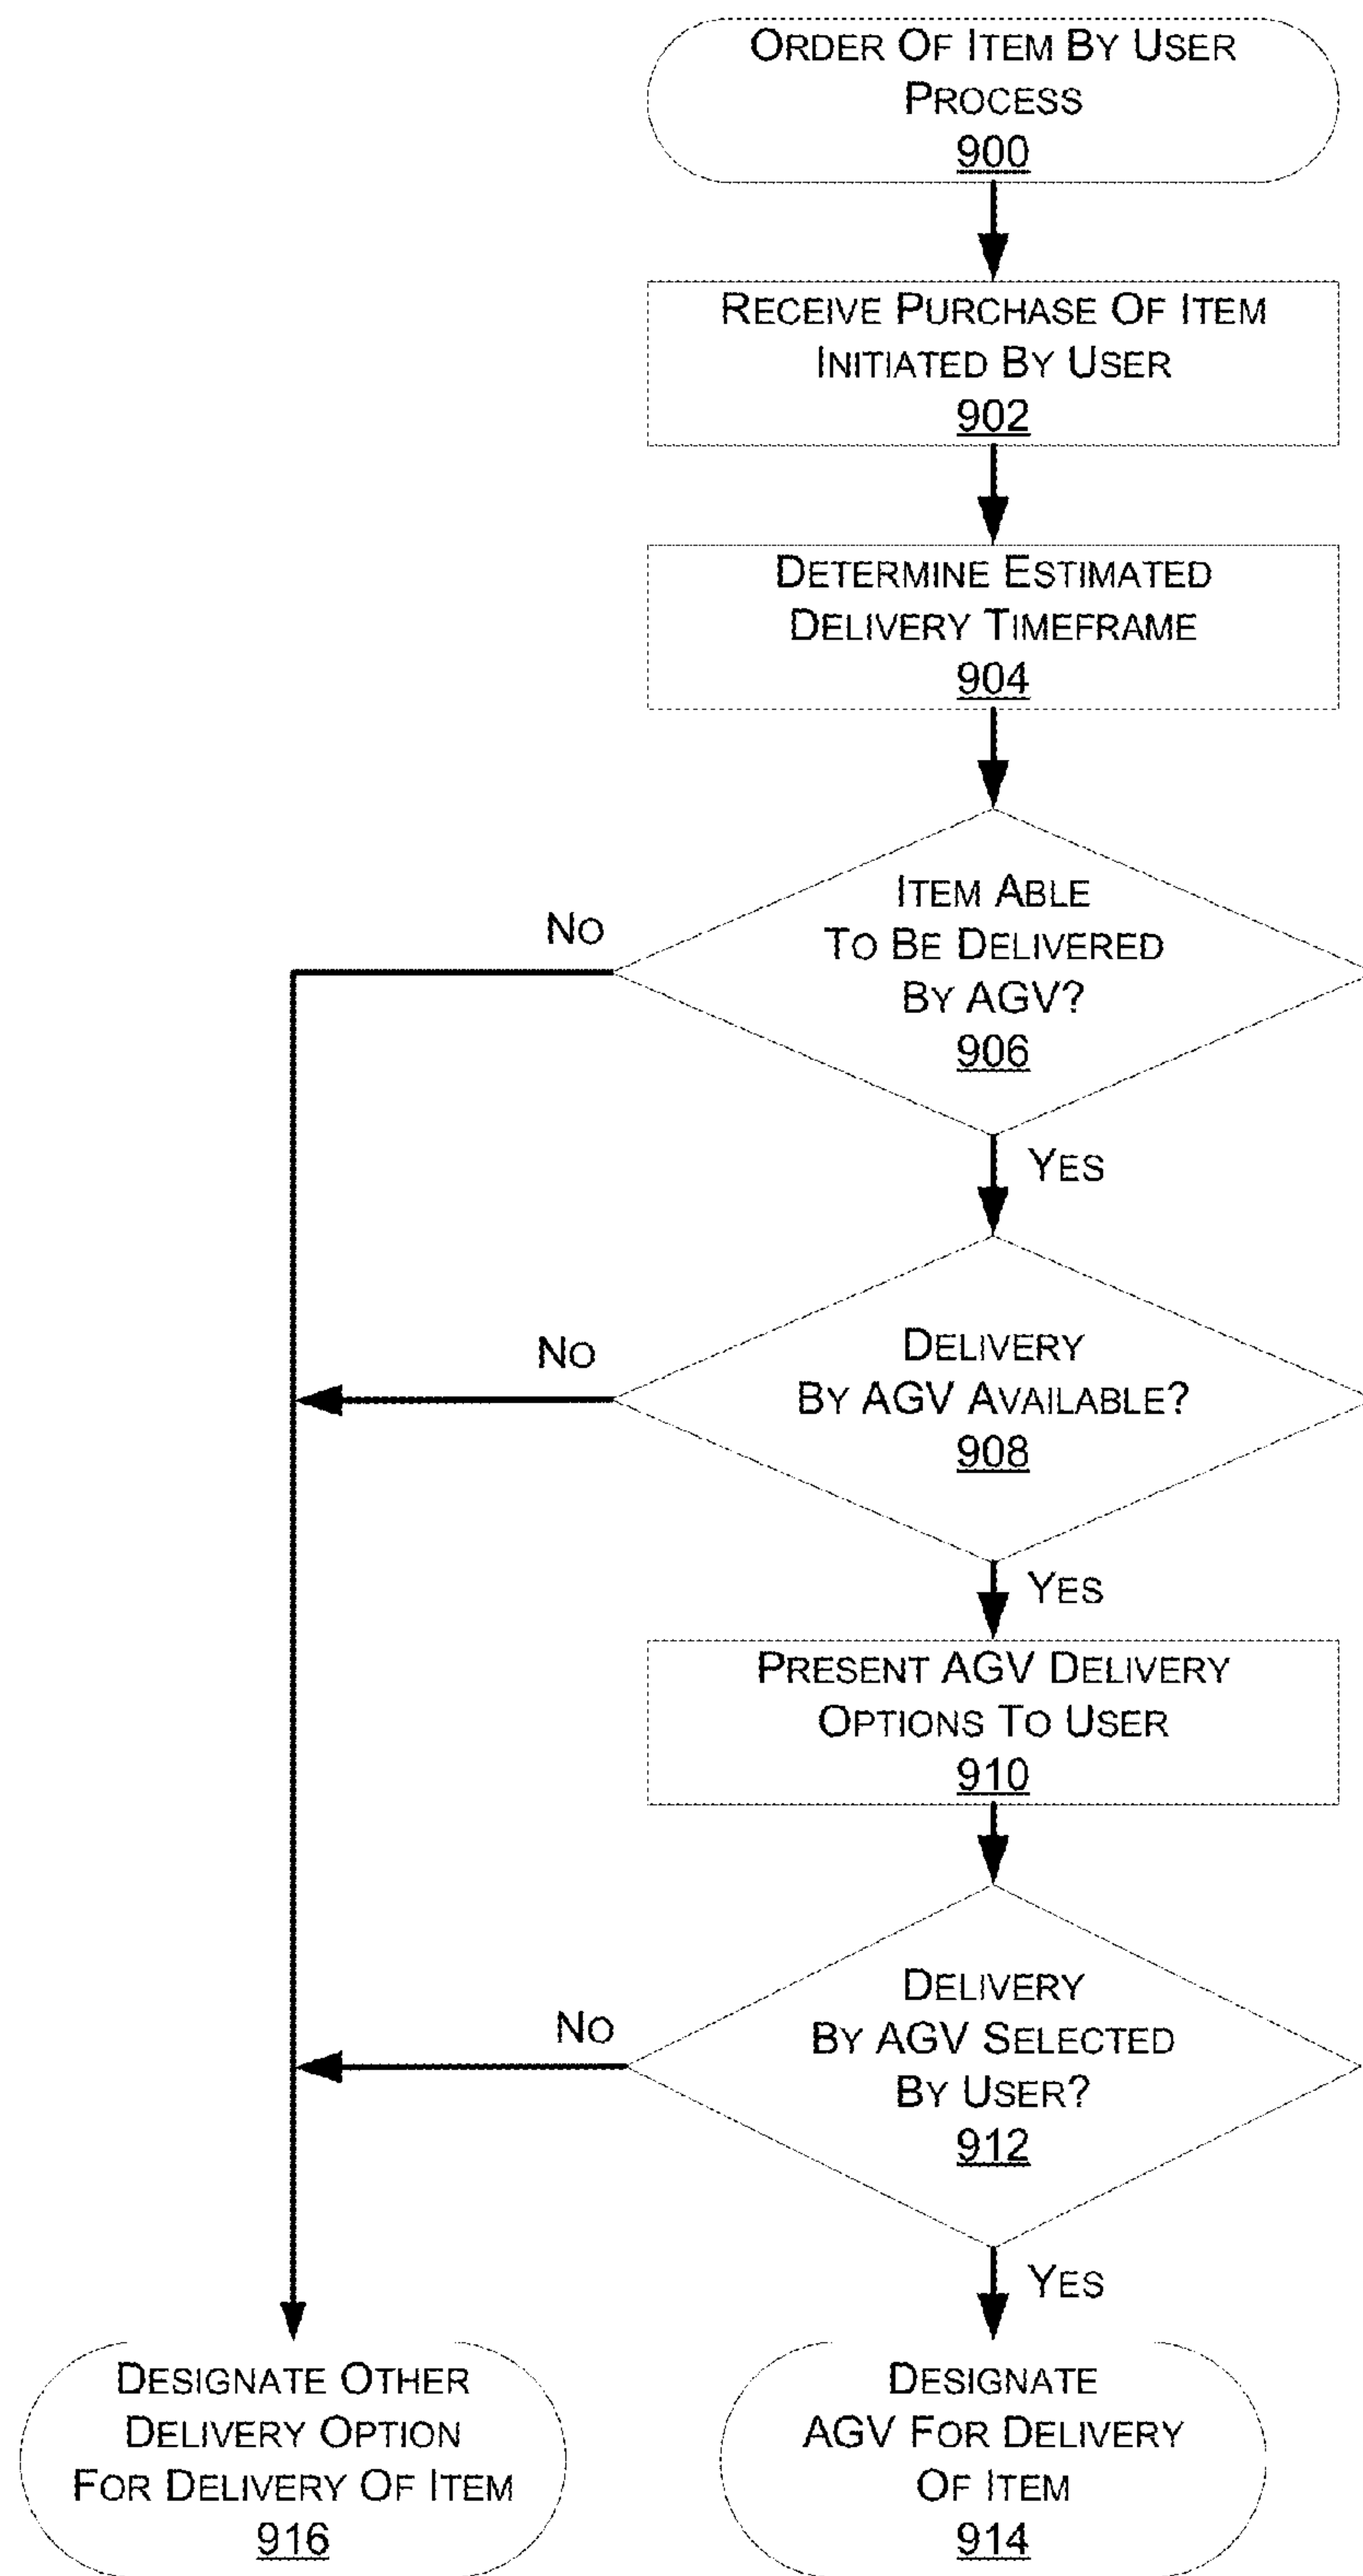 ORDER OF ITEM BY USER
PROCESS
900
RECEIVE PURCHASE OF ITEM
INITIATED BY USER
902
DETERMINE ESTIMATED
DELIVERY TIMEFRAME
904
ITEM ABLE
TO BE DELIVERED
BY AGV?
906
NO
YES
DELIVERY
BY AGV AVAILABLE?
908
NO
YES
PRESENT AGV DELIVERY
OPTIONS TO USER
910
DELIVERY
BY AGV SELECTED
BY USER?
912
NO
YES
DESIGNATE OTHER
DELIVERY OPTION
FOR DELIVERY OF ITEM
916
DESIGNATE
AGV FOR DELIVERY
OF ITEM
914